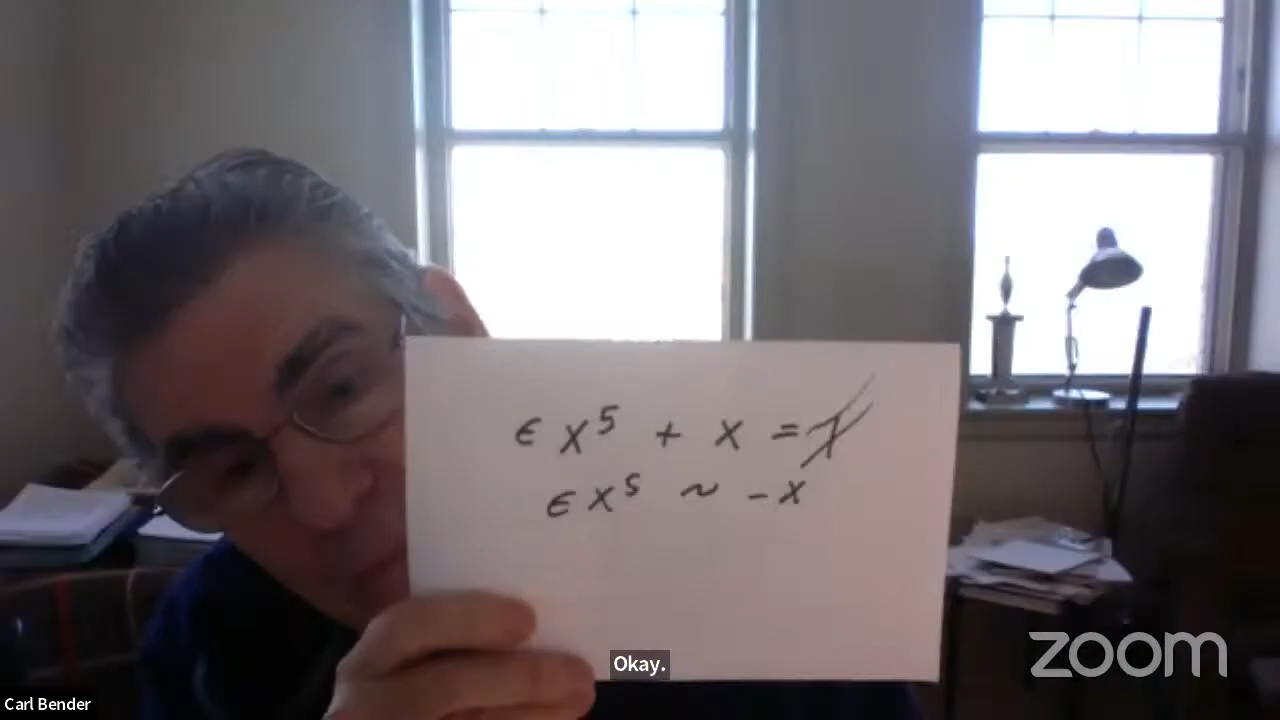 ϵ x⁵ + x = 1
ϵ x⁵ ~ - x
Okay.
zoom
Carl Bender